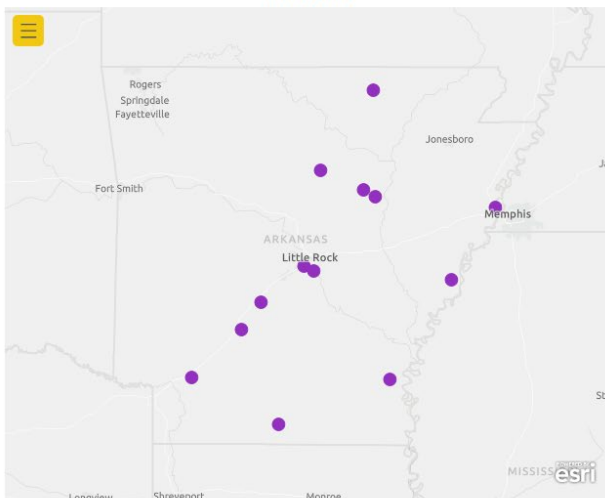 Rogers
Springdale
Fayetteville
Jonesboro
Fort Smith
Memphis
ARKANSAS
Little Rock
MISSISS
esri
Longview
Shreveport
Monroe